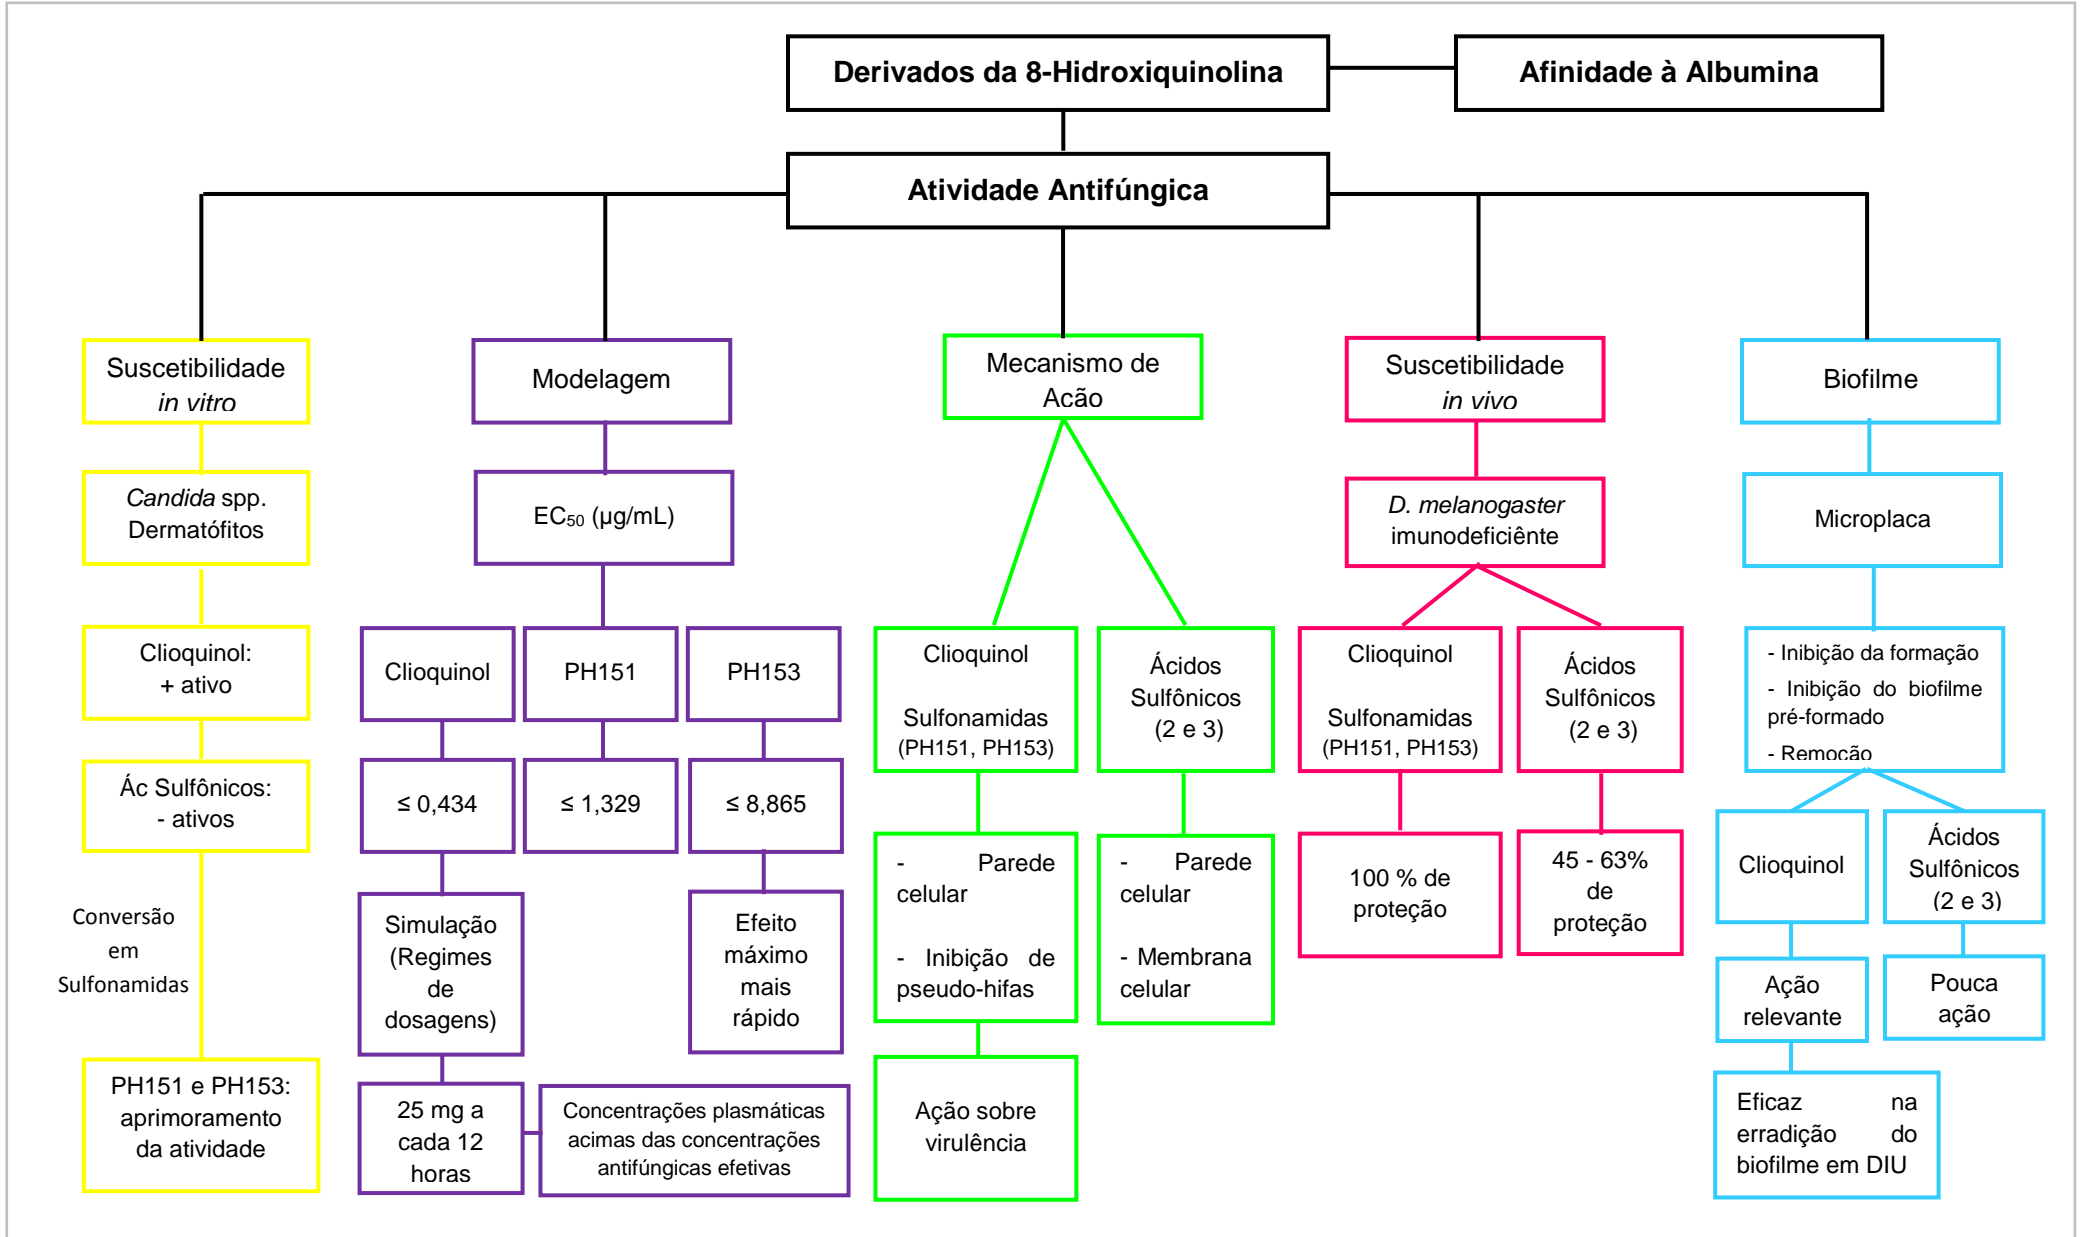 Derivados da 8-Hidroxiquinolina
Afinidade à Albumina
Atividade Antifúngica
Suscetibilidade
in vitro
Candida spp.
Dermatófitos
Clioquinol:
+ ativo
Ác Sulfônicos:
- ativos
Conversão
em
Sulfonamidas
PH151 e PH153:
aprimoramento
da atividade
Modelagem
EC₅₀ (µg/mL)
Clioquinol
PH151
PH153
≤ 0,434
≤ 1,329
≤ 8,865
Simulação
(Regimes
de
dosagens)
Efeito
máximo
mais
rápido
25 mg a
cada 12
horas
Concentrações plasmáticas
acimas das concentrações
antifúngicas efetivas
Mecanismo de
Ação
Clioquinol
Sulfonamidas
(PH151, PH153)
Ácidos
Sulfônicos
(2 e 3)
- Parede
celular
- Inibição de
pseudo-hifas
- Parede
celular
- Membrana
celular
Ação sobre
virulência
Suscetibilidade
in vivo
D. melanogaster
imunodeficiênte
Clioquinol
Sulfonamidas
(PH151, PH153)
Ácidos
Sulfônicos
(2 e 3)
100 % de
proteção
45 - 63%
de
proteção
Biofilme
Microplaca
- Inibição da formação
- Inibição do biofilme
pré-formado
- Remoção
Clioquinol
Ácidos
Sulfônicos
(2 e 3)
Ação
relevante
Pouca
ação
Eficaz na
erradição do
biofilme em DIU